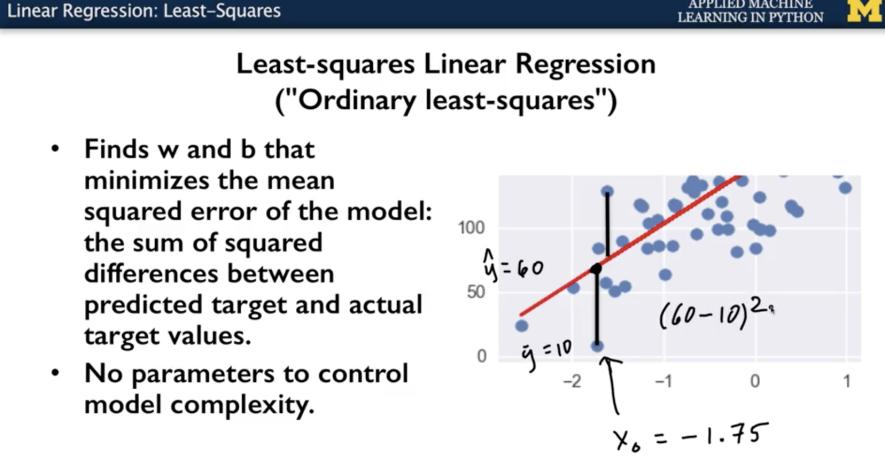 Linear Regression: Least-Squares
APPLIED MACHINE
LEARNING IN PYTHON
M
Least-squares Linear Regression
("Ordinary least-squares")
• Finds w and b that
minimizes the mean
squared error of the model:
the sum of squared
differences between
predicted target and actual
target values.
• No parameters to control
model complexity.
100
ŷ = 60
50
(60-10)²
0
y = 10
-2 -1 0 1
x₀ = -1.75